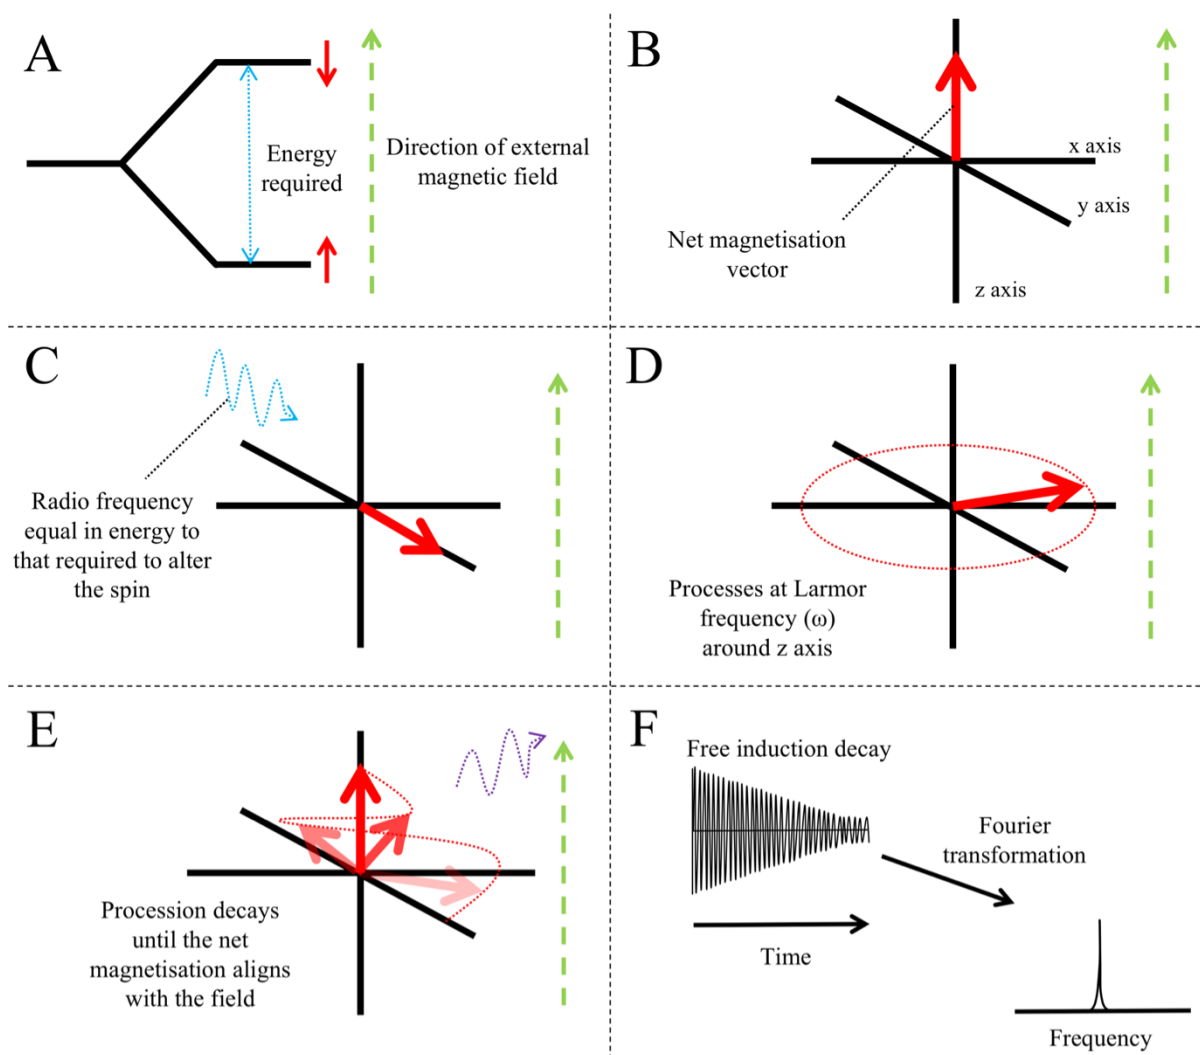 A
Energy
required
Direction of external
magnetic field
B
x axis
y axis
Net magnetisation
vector
z axis
C
Radio frequency
equal in energy to
that required to alter
the spin
D
Processes at Larmor
frequency (ω)
around z axis
E
Procession decays
until the net
magnetisation aligns
with the field
F
Free induction decay
Fourier
transformation
Time
Frequency